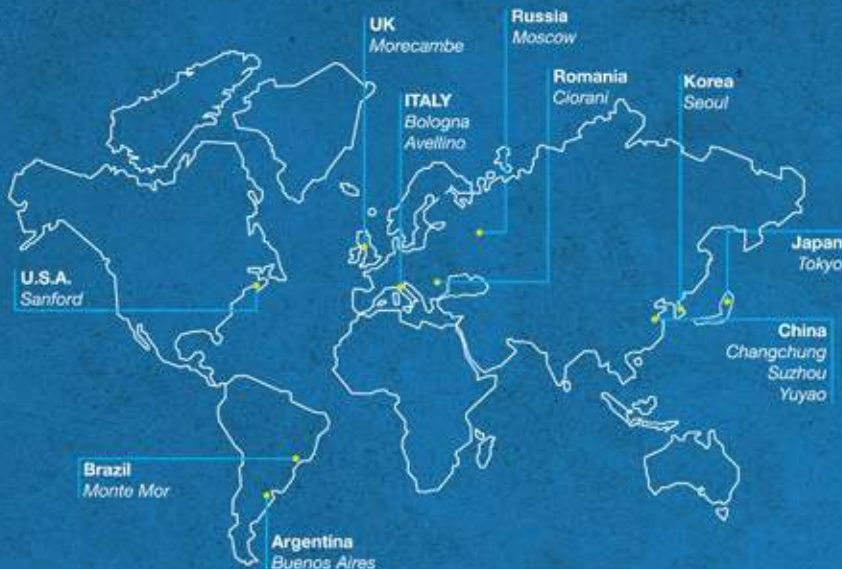 UK
Morecambe
Russia
Moscow
ITALY
Bologna
Avellino
Romania
Ciorani
Korea
Seoul
Japan
Tokyo
U.S.A.
Sanford
China
Changchung
Suzhou
Yuyao
Brazil
Monte Mor
Argentina
Buenos Aires